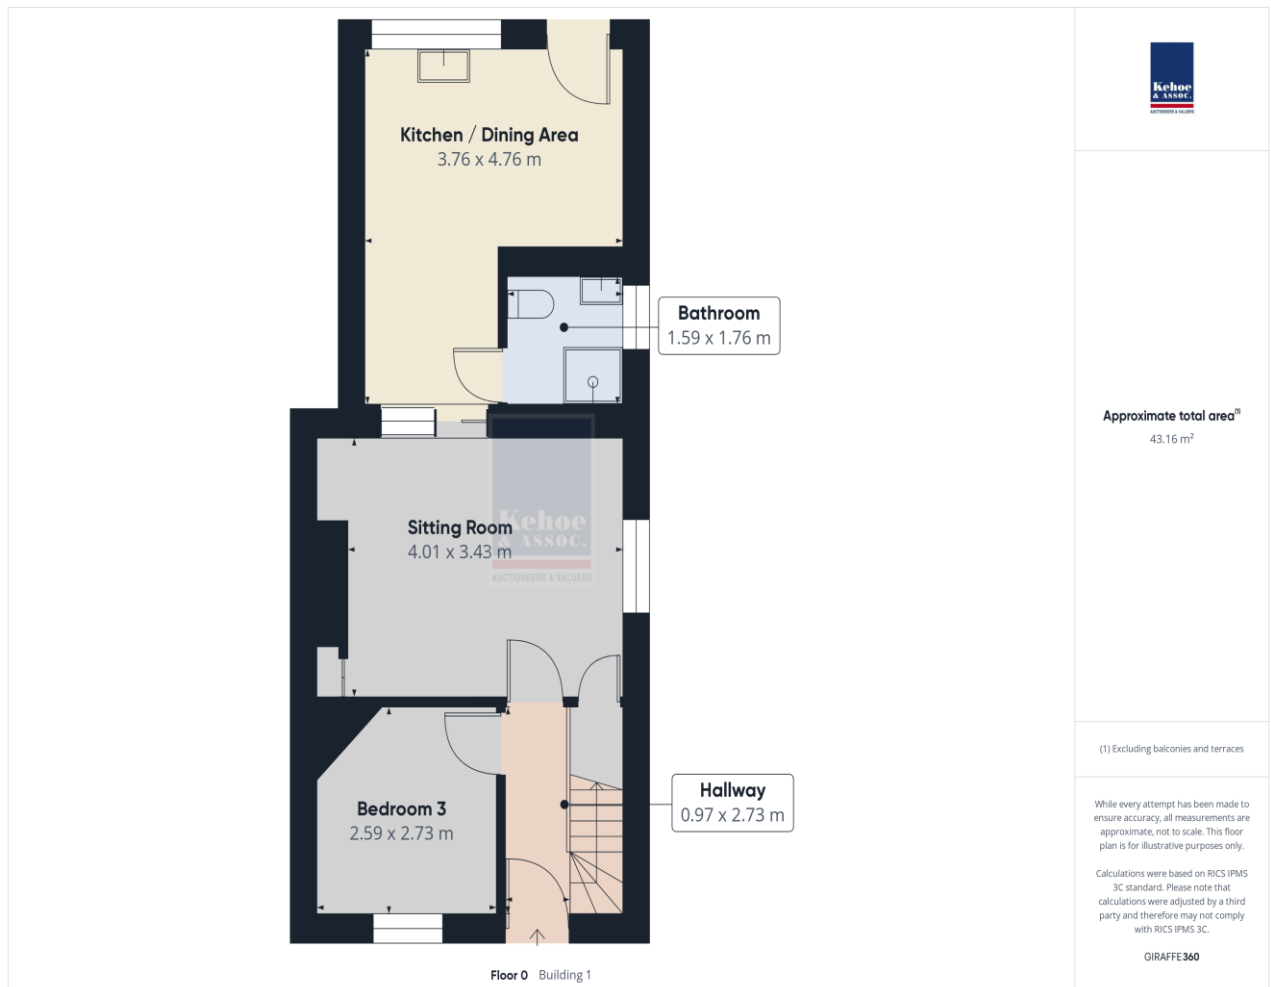 Kitchen / Dining Area
3.76 x 4.76 m
Bathroom
1.59 x 1.76 m
Sitting Room
4.01 x 3.43 m
Kehoe
& ASSOC.
AUCTIONEERS & VALUERS
Bedroom 3
2.59 x 2.73 m
Hallway
0.97 x 2.73 m
Floor 0 Building 1
Kehoe
& ASSOC.
AUCTIONEERS & VALUERS
Approximate total area(1)
43.16 m²
(1) Excluding balconies and terraces
While every attempt has been made to
ensure accuracy, all measurements are
approximate, not to scale. This floor
plan is for illustrative purposes only.
Calculations were based on RICS IPMS
3C standard. Please note that
calculations were adjusted by a third
party and therefore may not comply
with RICS IPMS 3C.
GIRAFFE360